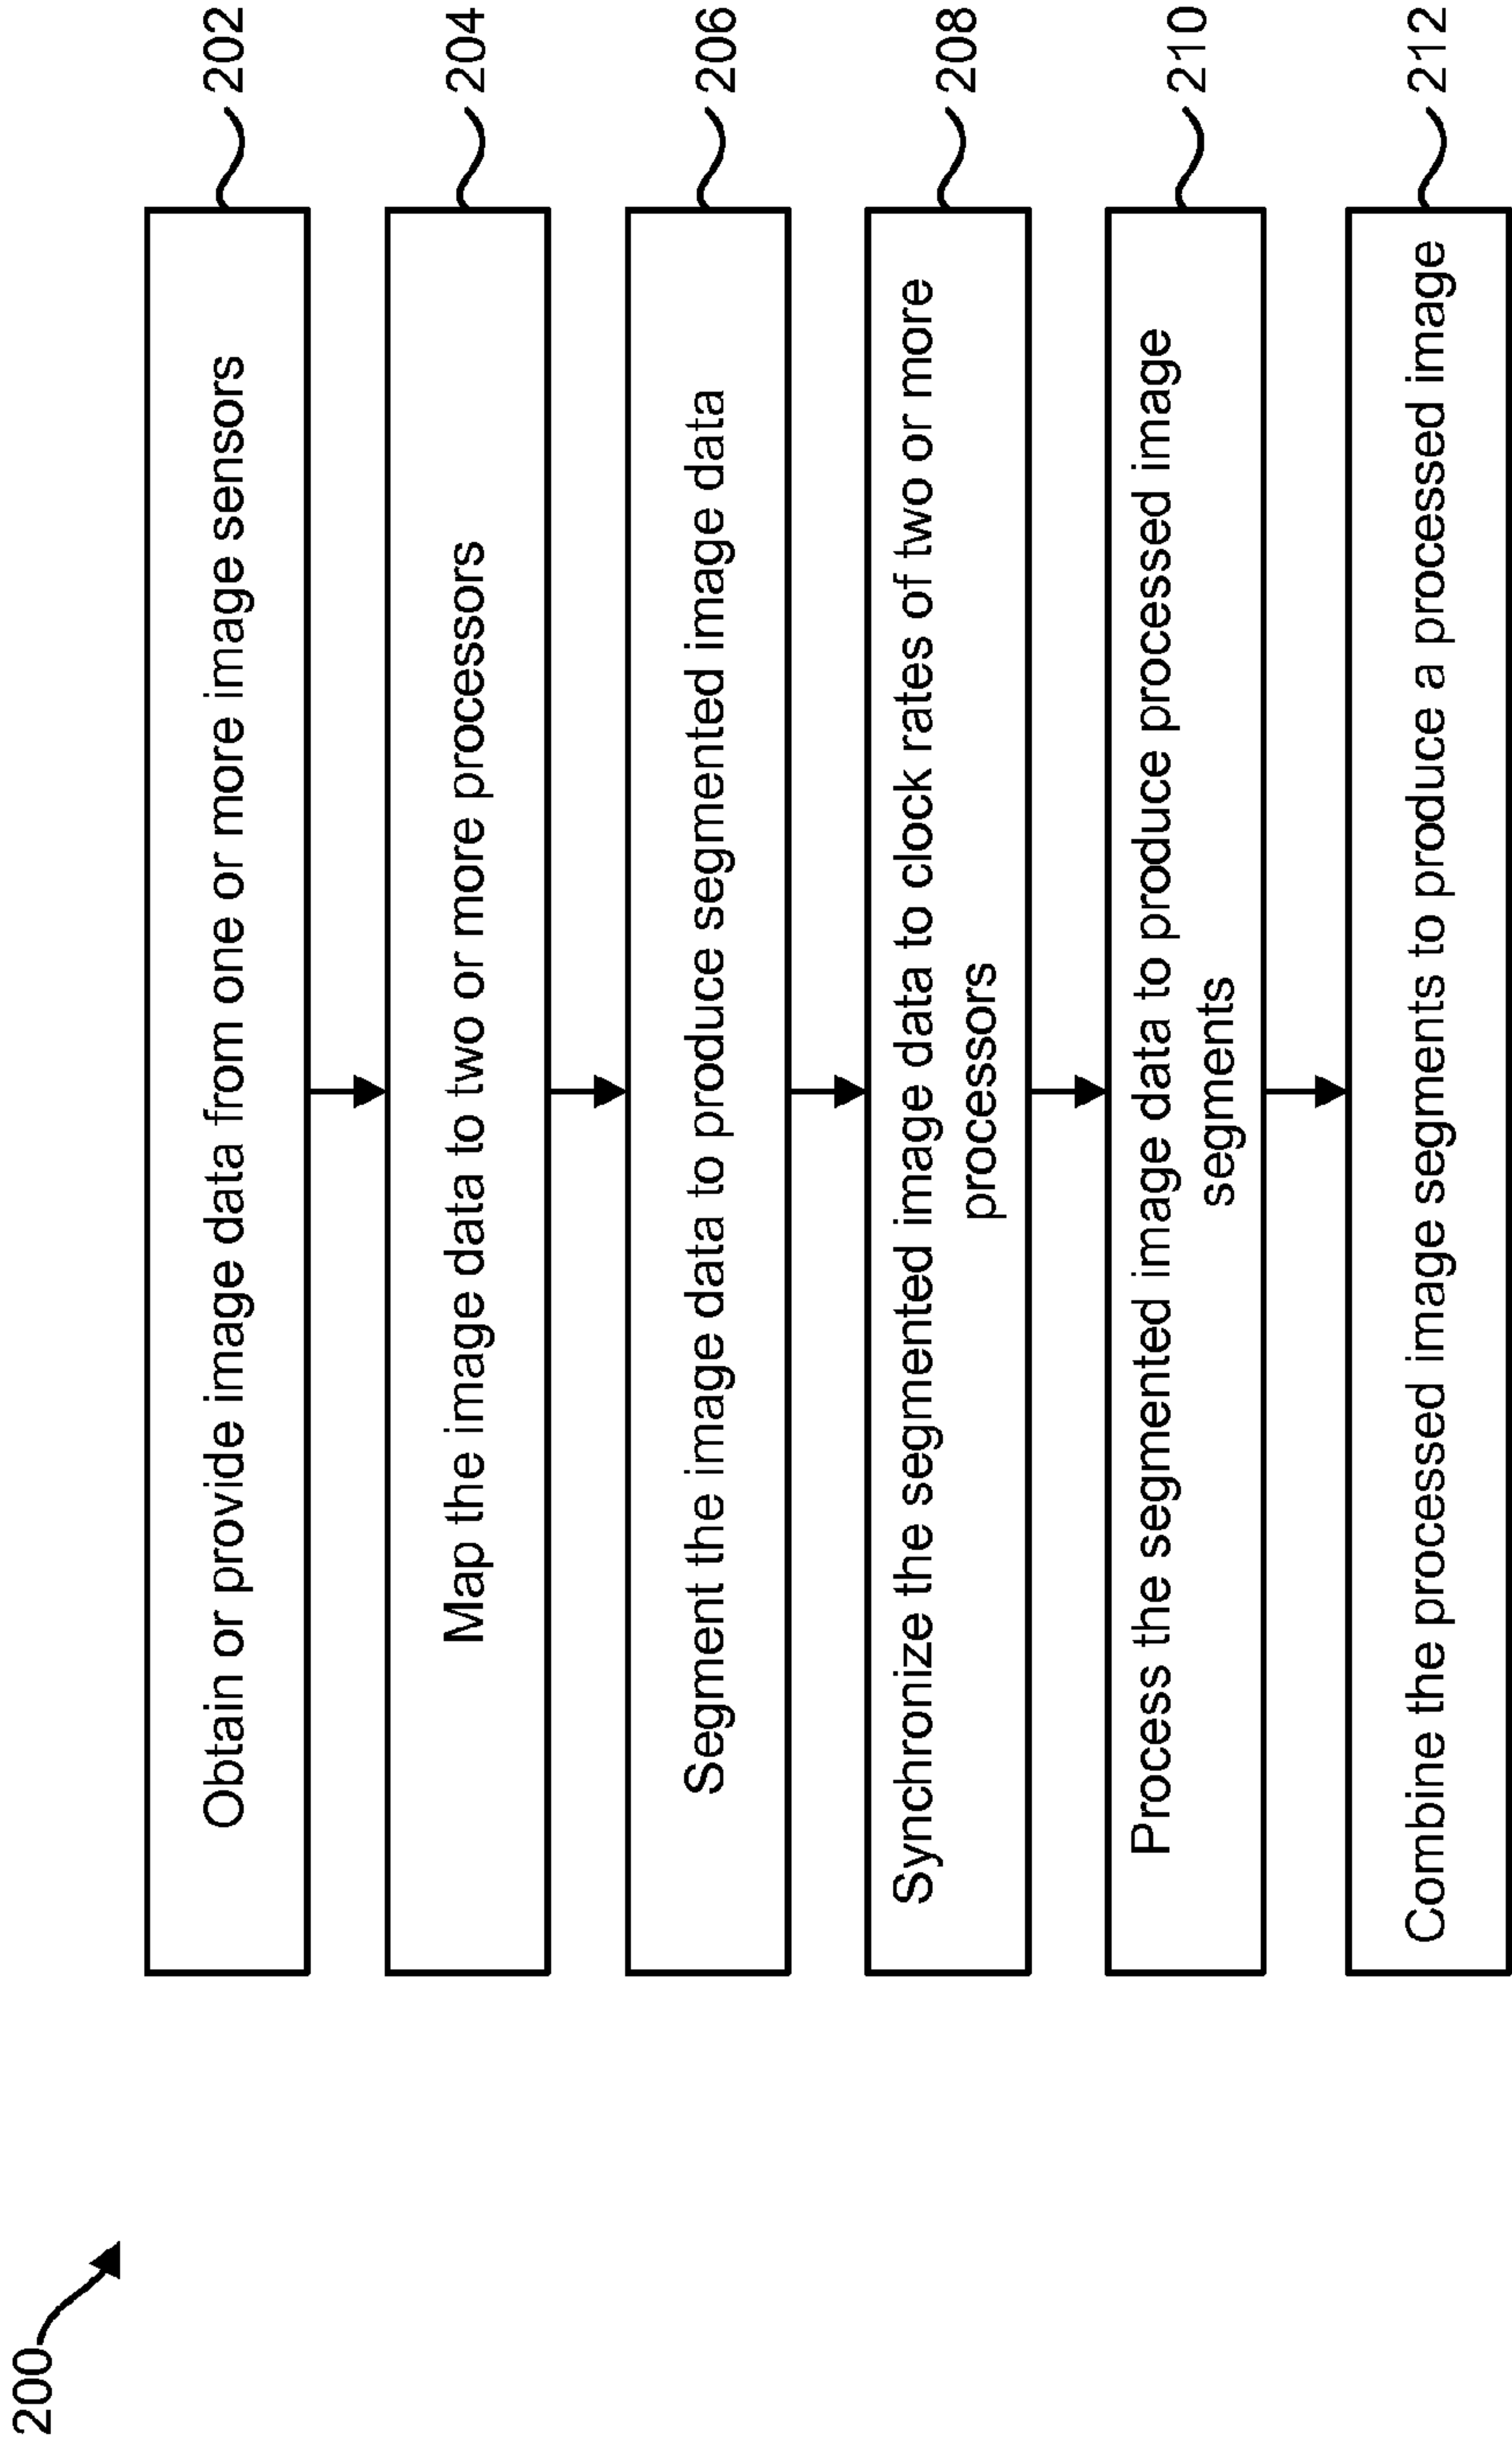 200
Obtain or provide image data from one or more image sensors
202
Map the image data to two or more processors
204
Segment the image data to produce segmented image data
206
Synchronize the segmented image data to clock rates of two or more
processors
208
Process the segmented image data to produce processed image
segments
210
Combine the processed image segments to produce a processed image
212